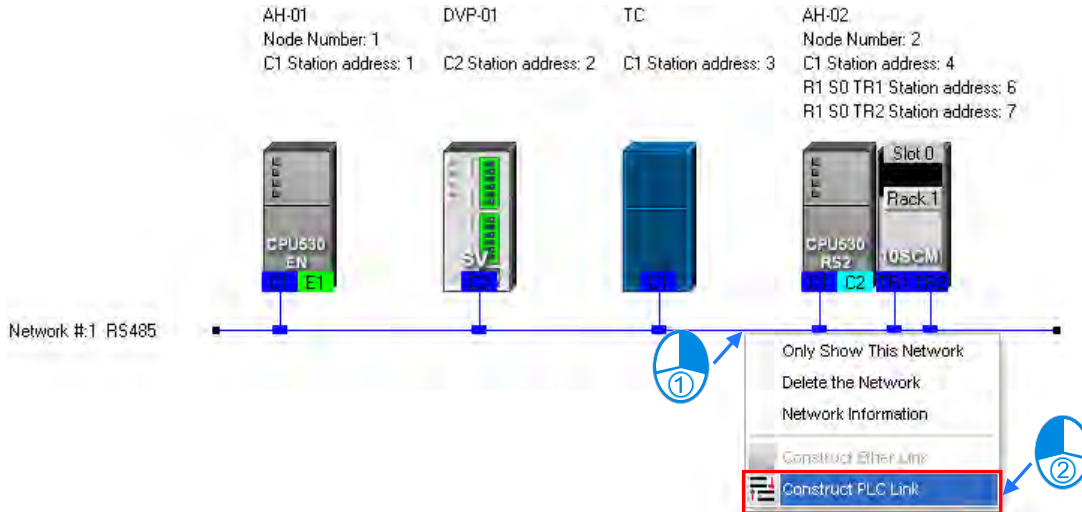 AH-01
Node Number: 1
C1 Station address: 1
DVP-01
C2 Station address: 2
TC
C1 Station address: 3
AH-02
Node Number: 2
C1 Station address: 4
R1 S0 TR1 Station address: 6
R1 S0 TR2 Station address: 7
CPU530
EN
C1 E1
SV
C2
C1
CPU530
RS2
C1 C2
Slot 0
Rack 1
10SCM
TR1 TR2
Network #:1 RS485
1
Only Show This Network
Delete the Network
Network Information
Construct Ether Link
Construct PLC Link
2